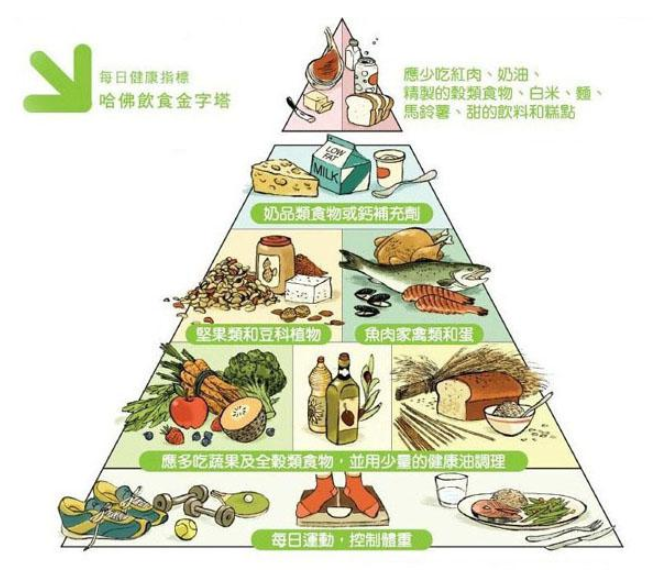 每日健康指標
哈佛飲食金字塔
應少吃紅肉、奶油、
精製的穀類食物、白米、麵、
馬鈴薯、甜的飲料和糕點
LOW
FAT
MILK
奶品類食物或鈣補充劑
堅果類和豆科植物
魚肉家禽類和蛋
應多吃蔬果及全穀類食物，並用少量的健康油調理
每日運動，控制體重